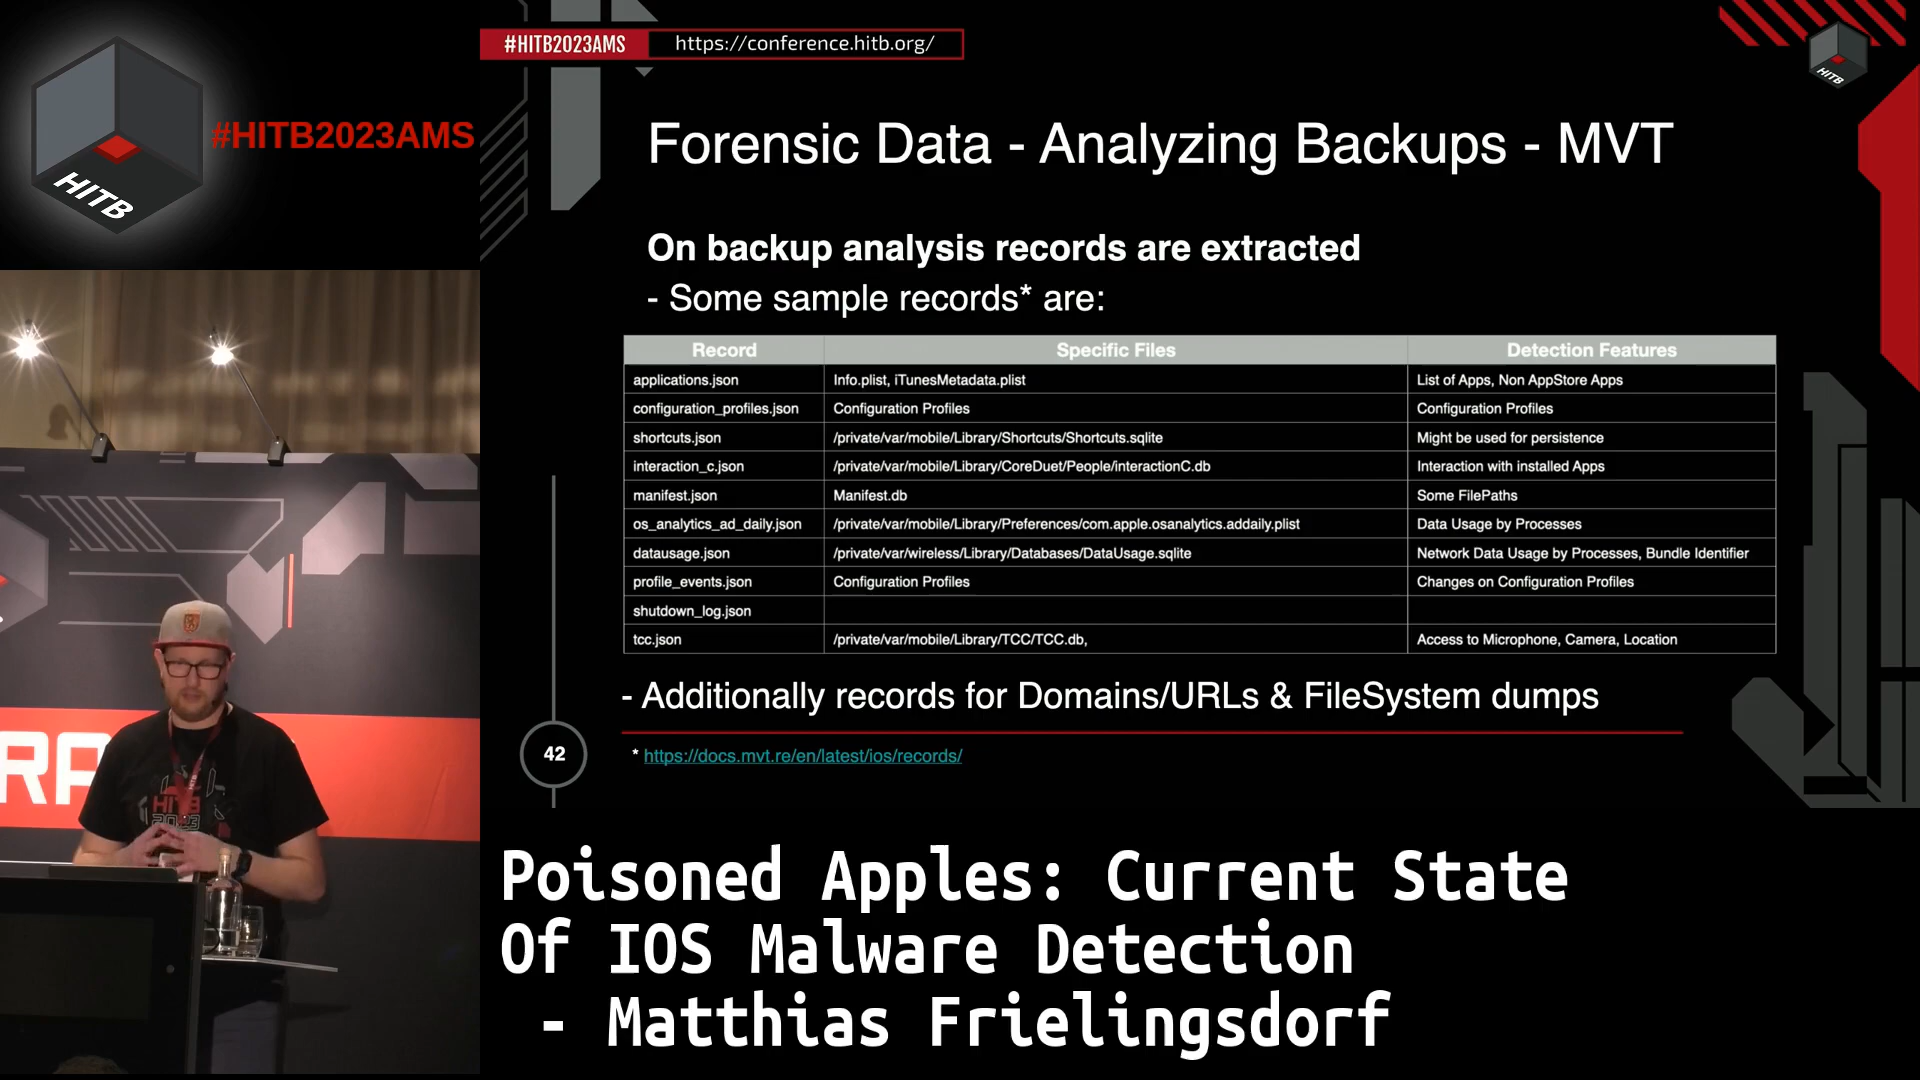 HITB
#HITB2023AMS
#HITB2023AMS
https://conference.hitb.org/
HITB
Forensic Data - Analyzing Backups - MVT
On backup analysis records are extracted
- Some sample records* are:
Record Specific Files Detection Features
applications.json Info.plist, iTunesMetadata.plist List of Apps, Non AppStore Apps
configuration_profiles.json Configuration Profiles Configuration Profiles
shortcuts.json /private/var/mobile/Library/Shortcuts/Shortcuts.sqlite Might be used for persistence
interaction_c.json /private/var/mobile/Library/CoreDuet/People/interactionC.db Interaction with installed Apps
manifest.json Manifest.db Some FilePaths
os_analytics_ad_daily.json /private/var/mobile/Library/Preferences/com.apple.osanalytics.addaily.plist Data Usage by Processes
datausage.json /private/var/wireless/Library/Databases/DataUsage.sqlite Network Data Usage by Processes, Bundle Identifier
profile_events.json Configuration Profiles Changes on Configuration Profiles
shutdown_log.json
tcc.json /private/var/mobile/Library/TCC/TCC.db, Access to Microphone, Camera, Location
- Additionally records for Domains/URLs & FileSystem dumps
42
* https://docs.mvt.re/en/latest/ios/records/
RA
HITB
2023
Poisoned Apples: Current State
Of IOS Malware Detection
- Matthias Frielingsdorf